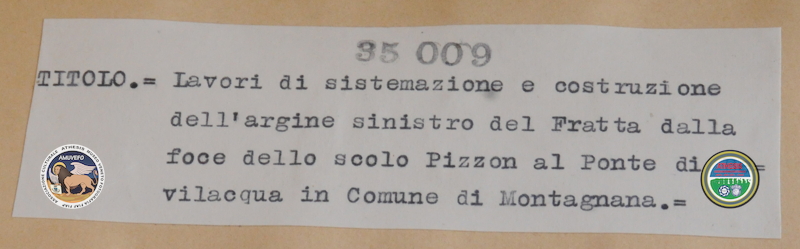 35 009
TITOLO.= Lavori di sistemazione e costruzione
dell'argine sinistro del Fratta dalla
foce dello scolo Pizzon al Ponte di =
vilacqua in Comune di Montagnana.=
AMUVEFO